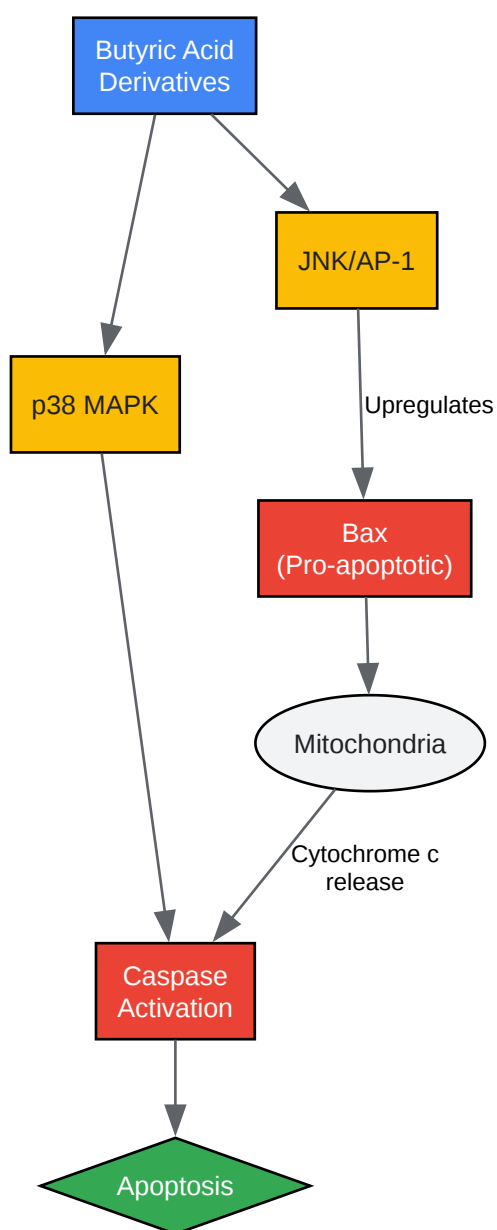 Butyric Acid
Derivatives
JNK/AP-1
p38 MAPK
Upregulates
Bax
(Pro-apoptotic)
Mitochondria
Cytochrome c
release
Caspase
Activation
Apoptosis